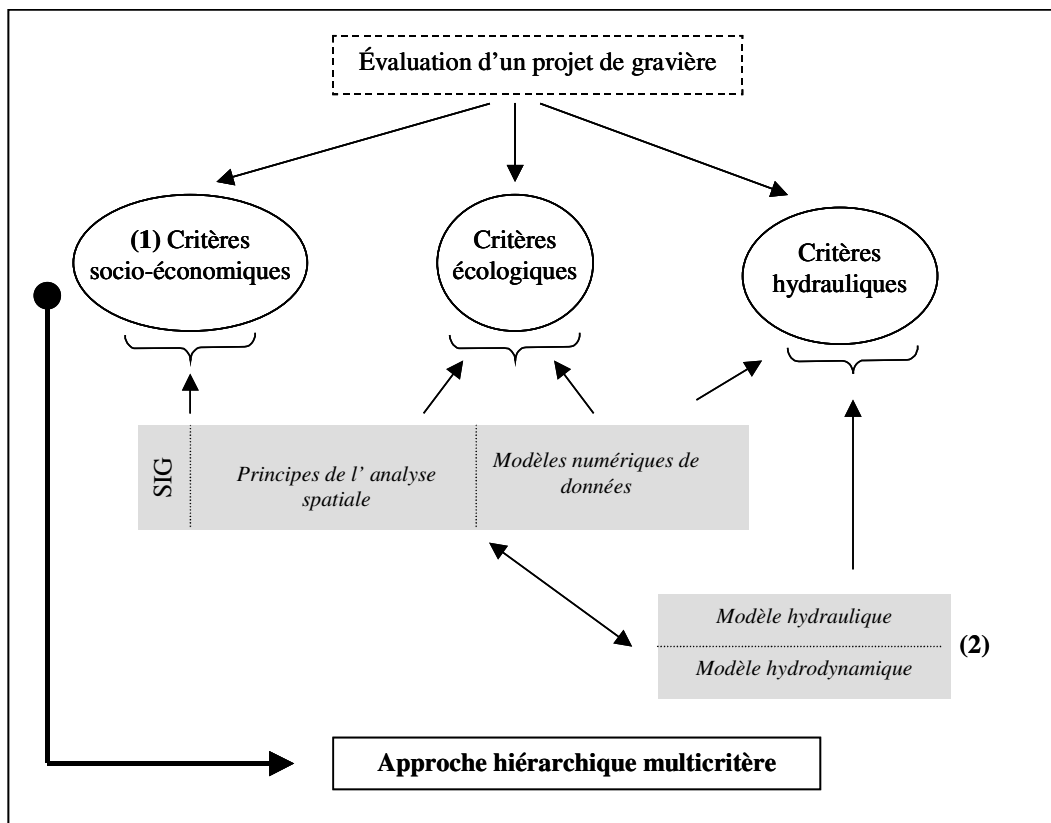 Évaluation d'un projet de gravière
(1) Critères
socio-économiques
Critères
écologiques
Critères
hydrauliques
SIG
Principes de l' analyse
spatiale
Modèles numériques de
données
Modèle hydraulique
(2)
Modèle hydrodynamique
Approche hiérarchique multicritère